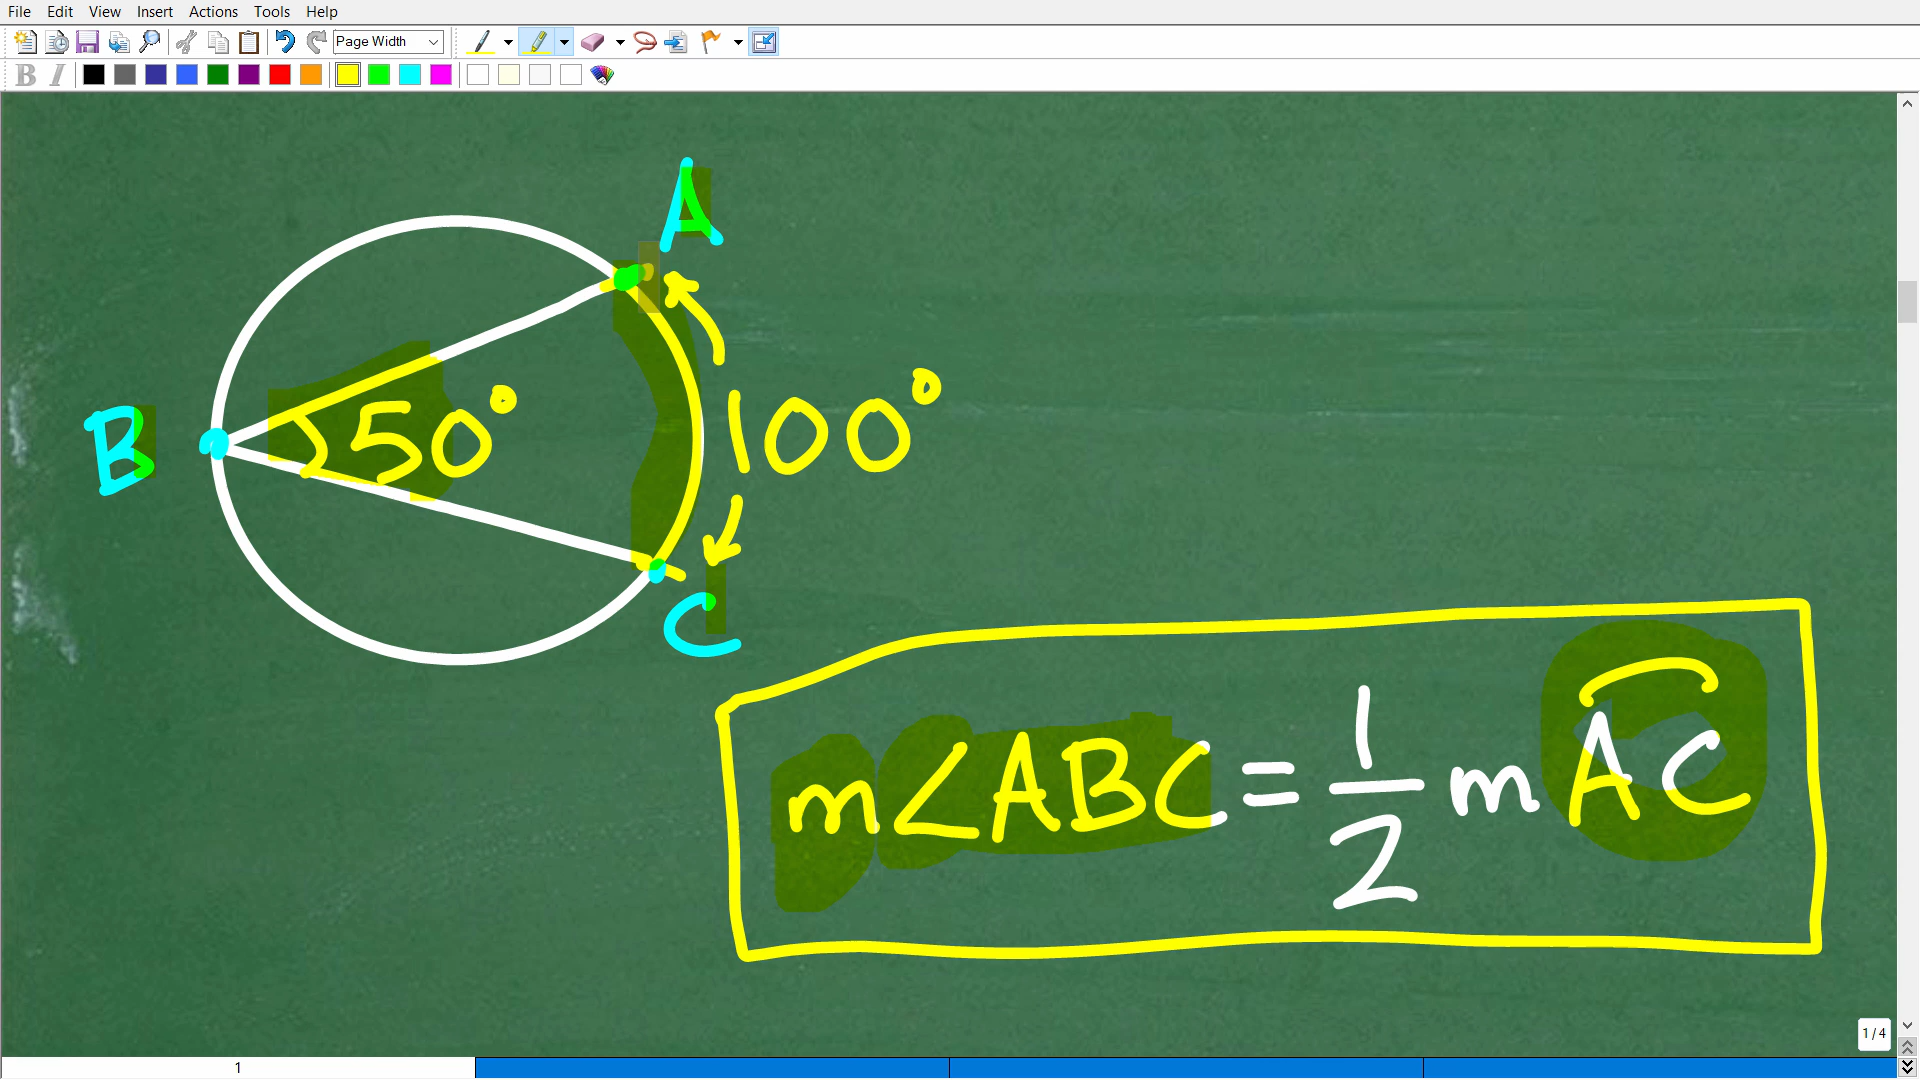 File Edit View Insert Actions Tools Help
Page Width
B I
A
B
50°
100°
C
m∠ABC = 1/2 mAC
1 / 4
1